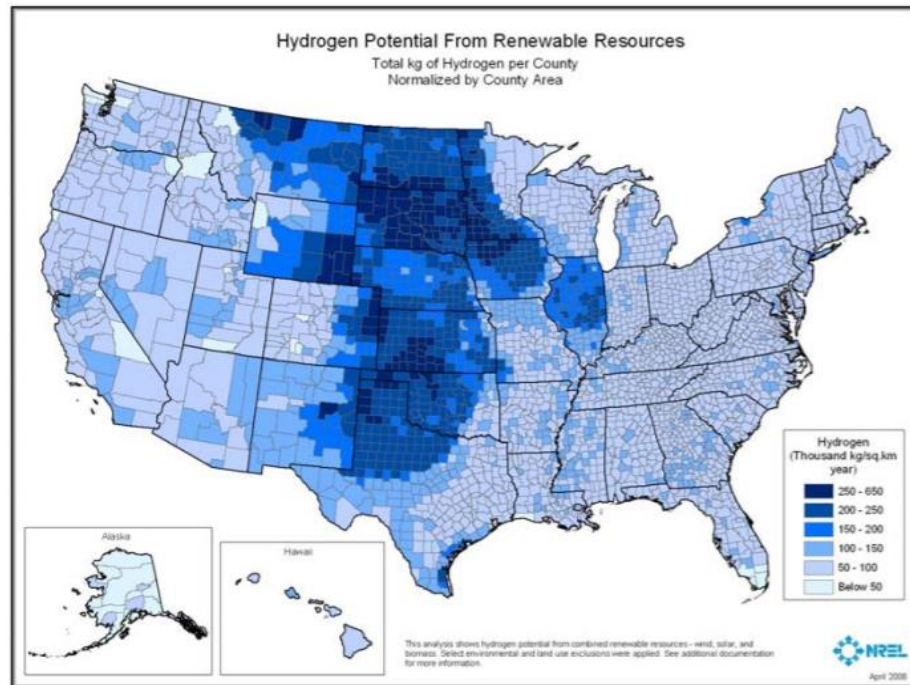 Hydrogen Potential From Renewable Resources
Total kg of Hydrogen per County
Normalized by County Area
Hydrogen
(Thousand kg/sq.km
year)
250 - 650
200 - 250
150 - 200
100 - 150
50 - 100
Below 50
Alaska
Hawaii
This analysis shows hydrogen potential from combined renewable resources - wind, solar, and
biomass. Select environmental and land use exclusions were applied. See additional documentation
for more information.
NREL
April 2006